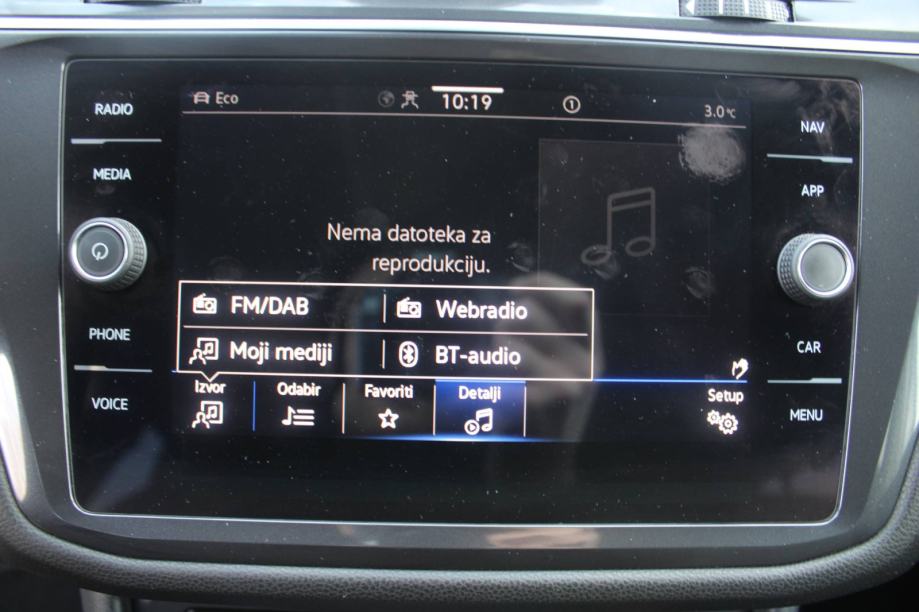 RADIO
MEDIA
PHONE
VOICE
Eco
10:19
1
3.0°C
Nema datoteka za
reprodukciju.
FM/DAB
Webradio
Moji mediji
BT-audio
Izvor
Odabir
Favoriti
Detalji
Setup
NAV
APP
CAR
MENU